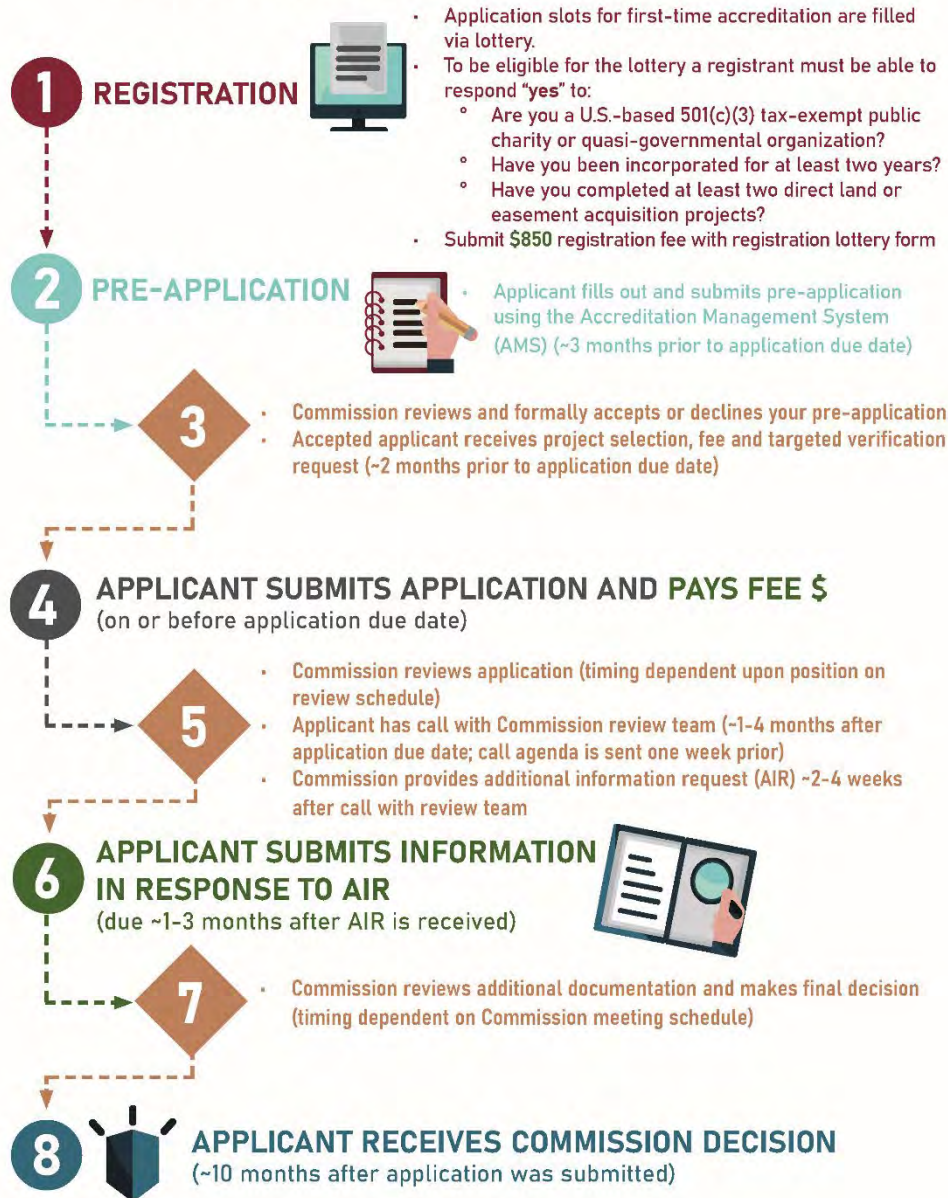 1
REGISTRATION
· Application slots for first-time accreditation are filled
via lottery.
· To be eligible for the lottery a registrant must be able to
respond “yes” to:
° Are you a U.S.-based 501(c)(3) tax-exempt public
charity or quasi-governmental organization?
° Have you been incorporated for at least two years?
° Have you completed at least two direct land or
easement acquisition projects?
· Submit $850 registration fee with registration lottery form
2
PRE-APPLICATION
· Applicant fills out and submits pre-application
using the Accreditation Management System
(AMS) (~3 months prior to application due date)
3
· Commission reviews and formally accepts or declines your pre-application
· Accepted applicant receives project selection, fee and targeted verification
request (~2 months prior to application due date)
4
APPLICANT SUBMITS APPLICATION AND PAYS FEE $
(on or before application due date)
5
· Commission reviews application (timing dependent upon position on
review schedule)
· Applicant has call with Commission review team (~1-4 months after
application due date; call agenda is sent one week prior)
· Commission provides additional information request (AIR) ~2-4 weeks
after call with review team
6
APPLICANT SUBMITS INFORMATION
IN RESPONSE TO AIR
(due ~1-3 months after AIR is received)
7
· Commission reviews additional documentation and makes final decision
(timing dependent on Commission meeting schedule)
8
APPLICANT RECEIVES COMMISSION DECISION
(~10 months after application was submitted)